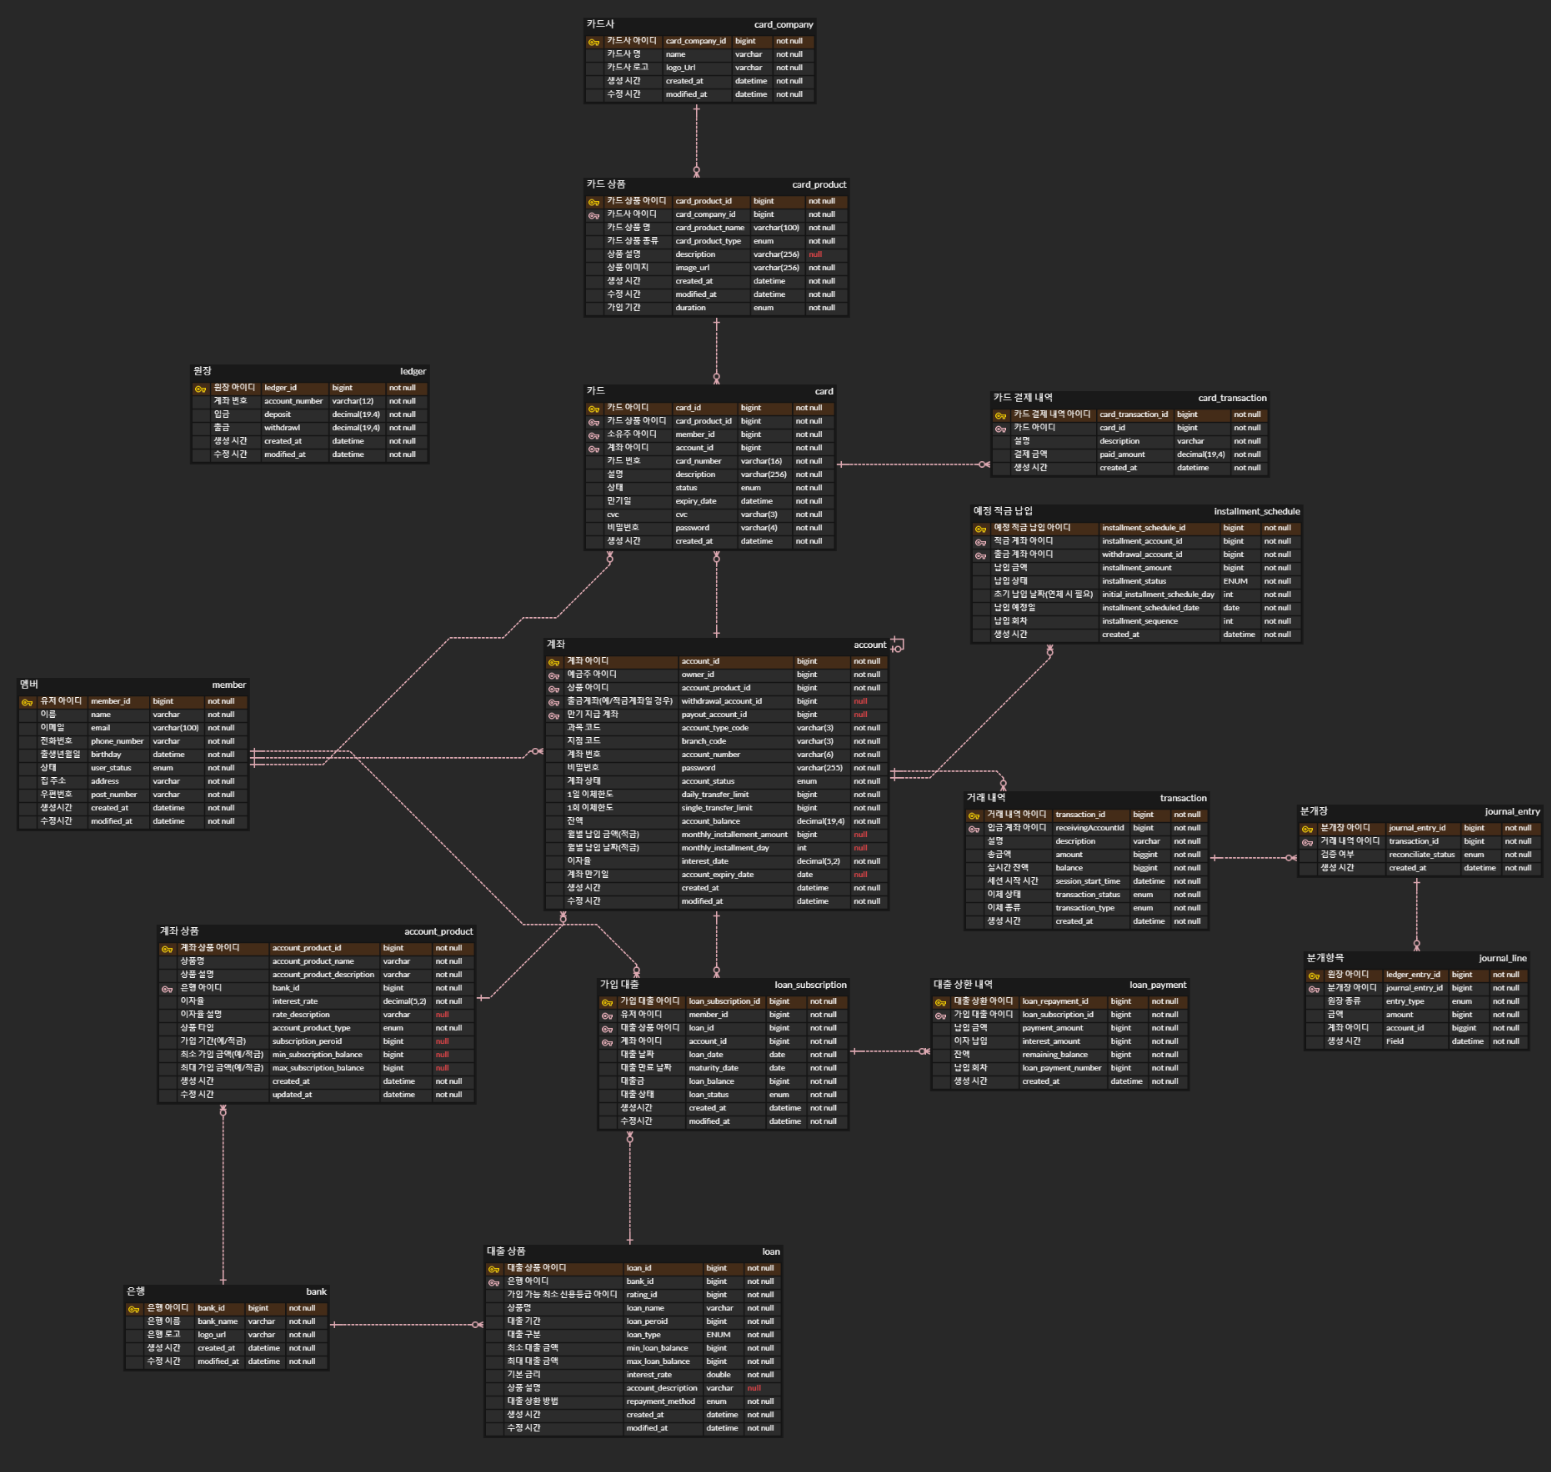 카드사 card_company
카드사 아이디 card_company_id bigint not null
카드사 명 name varchar not null
카드사 로고 logo_Url varchar not null
생성 시간 created_at datetime not null
수정 시간 modified_at datetime not null
카드 상품 card_product
카드 상품 아이디 card_product_id bigint not null
카드사 아이디 card_company_id bigint not null
카드 상품 명 card_product_name varchar(100) not null
카드 상품 종류 card_product_type enum not null
상품 설명 description varchar(256) null
상품 이미지 image_url varchar(256) not null
생성 시간 created_at datetime not null
수정 시간 modified_at datetime not null
가입 기간 duration enum not null
원장 ledger
원장 아이디 ledger_id bigint not null
계좌 번호 account_number varchar(12) not null
입금 deposit decimal(19.4) not null
출금 withdrawl decimal(19,4) not null
생성 시간 created_at datetime not null
수정 시간 modified_at datetime not null
카드 card
카드 아이디 card_id bigint not null
카드 상품 아이디 card_product_id bigint not null
소유주 아이디 member_id bigint not null
계좌 아이디 account_id bigint not null
카드 번호 card_number varchar(16) not null
설명 description varchar(256) not null
상태 status enum not null
만기일 expiry_date datetime not null
cvc cvc varchar(3) not null
비밀번호 password varchar(4) not null
생성 시간 created_at datetime not null
카드 결제 내역 card_transaction
카드 결제 내역 아이디 card_transaction_id bigint not null
카드 아이디 card_id bigint not null
설명 description varchar not null
결제 금액 paid_amount decimal(19,4) not null
생성 시간 created_at datetime not null
예정 적금 납입 installment_schedule
예정 적금 납입 아이디 installment_schedule_id bigint not null
적금 계좌 아이디 installment_account_id bigint not null
출금 계좌 아이디 withdrawal_account_id bigint not null
납입 금액 installment_amount bigint not null
납입 상태 installment_status ENUM not null
초기 납입 날짜(연체 시 필요) initial_installment_schedule_day int not null
납입 예정일 installment_scheduled_date date not null
납입 회차 installment_sequence int not null
생성 시간 created_at datetime not null
계좌 account
계좌 아이디 account_id bigint not null
예금주 아이디 owner_id bigint not null
상품 아이디 account_product_id bigint not null
출금계좌(예/적금계좌일 경우) withdrawal_account_id bigint null
만기 지급 계좌 payout_account_id bigint null
과목 코드 account_type_code varchar(3) not null
지점 코드 branch_code varchar(3) not null
계좌 번호 account_number varchar(6) not null
비밀번호 password varchar(255) not null
계좌 상태 account_status enum not null
1일 이체한도 daily_transfer_limit bigint not null
1회 이체한도 single_transfer_limit bigint not null
잔액 account_balance decimal(19,4) not null
월별 납입 금액(적금) monthly_installement_amount bigint null
월별 납입 날짜(적금) monthly_installment_day int null
이자율 interest_date decimal(5,2) not null
계좌 만기일 account_expiry_date date null
생성 시간 created_at datetime not null
수정 시간 modified_at datetime not null
멤버 member
유저 아이디 member_id bigint not null
이름 name varchar not null
이메일 email varchar(100) not null
전화번호 phone_number varchar not null
출생년월일 birthday datetime not null
상태 user_status enum not null
집 주소 address varchar not null
우편번호 post_number varchar not null
생성시간 created_at datetime not null
수정시간 modified_at datetime not null
거래 내역 transaction
거래 내역 아이디 transaction_id bigint not null
입금 계좌 아이디 receivingAccountId bigint not null
설명 description varchar not null
송금액 amount biggint not null
실시간 잔액 balance biggint not null
세션 시작 시간 session_start_time datetime not null
이체 상태 transaction_status enum not null
이체 종류 transaction_type enum not null
생성 시간 created_at datetime not null
분개장 journal_entry
분개장 아이디 journal_entry_id bigint not null
거래 내역 아이디 transaction_id bigint not null
검증 여부 reconciliate_status enum not null
생성 시간 created_at datetime not null
계좌 상품 account_product
계좌 상품 아이디 account_product_id bigint not null
상품명 account_product_name varchar not null
상품 설명 account_product_description varchar not null
은행 아이디 bank_id bigint not null
이자율 interest_rate decimal(5,2) not null
이자율 설명 rate_description varchar null
상품 타입 account_product_type enum not null
가입 기간(예/적금) subscription_peroid bigint null
최소 가입 금액(예/적금) min_subscription_balance bigint null
최대 가입 금액(예/적금) max_subscription_balance bigint null
생성 시간 created_at datetime not null
수정 시간 updated_at datetime not null
가입 대출 loan_subscription
가입 대출 아이디 loan_subscription_id bigint not null
유저 아이디 member_id bigint not null
대출 상품 아이디 loan_id bigint not null
계좌 아이디 account_id bigint not null
대출 날짜 loan_date date not null
대출 만료 날짜 maturity_date date not null
대출금 loan_balance bigint not null
대출 상태 loan_status enum not null
생성시간 created_at datetime not null
수정시간 modified_at datetime not null
대출 상환 내역 loan_payment
대출 상환 아이디 loan_repayment_id bigint not null
가입 대출 아이디 loan_subscription_id bigint not null
납입 금액 payment_amount bigint not null
이자 납입 interest_amount bigint not null
잔액 remaining_balance bigint not null
납입 회차 loan_payment_number bigint not null
생성 시간 created_at datetime not null
분개항목 journal_line
원장 아이디 ledger_entry_id bigint not null
분개장 아이디 journal_entry_id bigint not null
원장 종류 entry_type enum not null
금액 amount bigint not null
계좌 아이디 account_id biggint not null
생성 시간 Field datetime not null
은행 bank
은행 아이디 bank_id bigint not null
은행 이름 bank_name varchar not null
은행 로고 logo_url varchar not null
생성 시간 created_at datetime not null
수정 시간 modified_at datetime not null
대출 상품 loan
대출 상품 아이디 loan_id bigint not null
은행 아이디 bank_id bigint not null
가입 가능 최소 신용등급 아이디 rating_id bigint not null
상품명 loan_name varchar not null
대출 기간 loan_peroid bigint not null
대출 구분 loan_type ENUM not null
최소 대출 금액 min_loan_balance bigint not null
최대 대출 금액 max_loan_balance bigint not null
기본 금리 interest_rate double not null
상품 설명 account_description varchar null
대출 상환 방법 repayment_method enum not null
생성 시간 created_at datetime not null
수정 시간 modified_at datetime not null